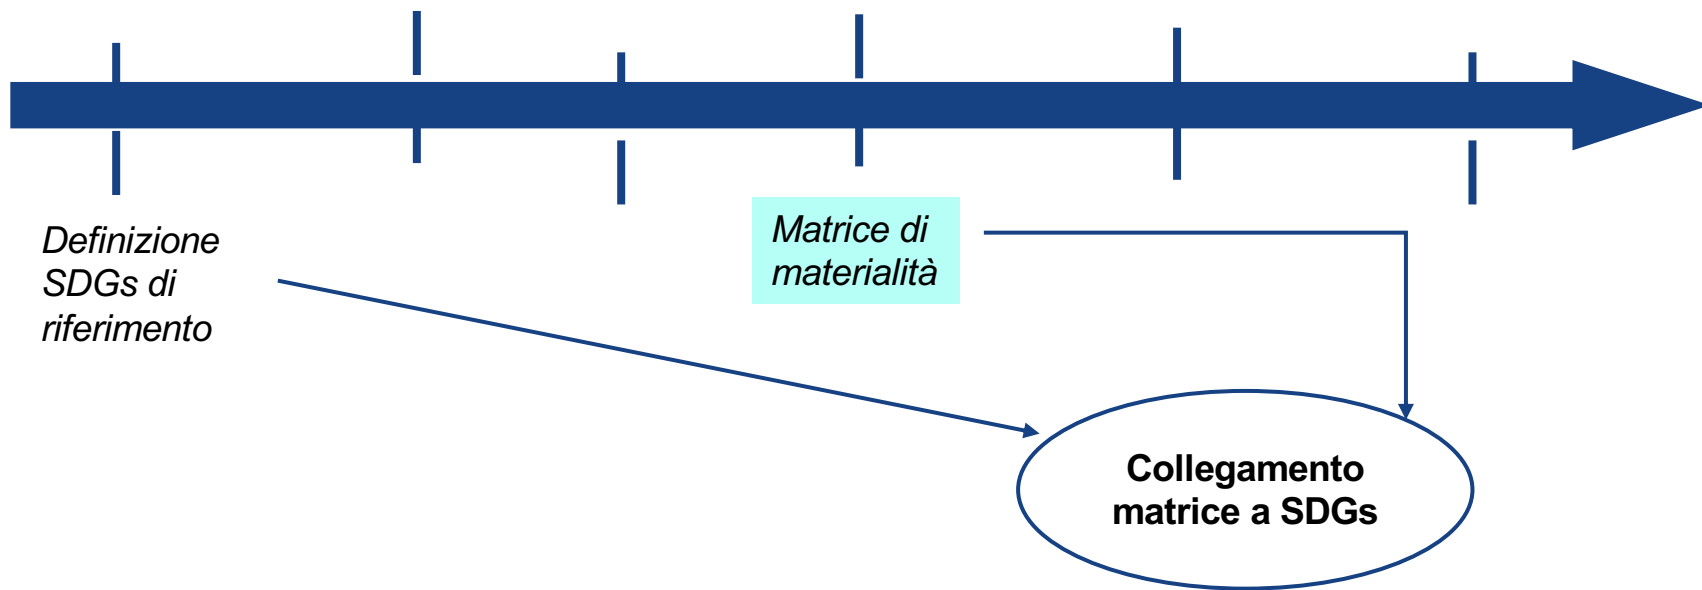 Definizione
SDGs di
riferimento
Matrice di
materialità
Collegamento
matrice a SDGs